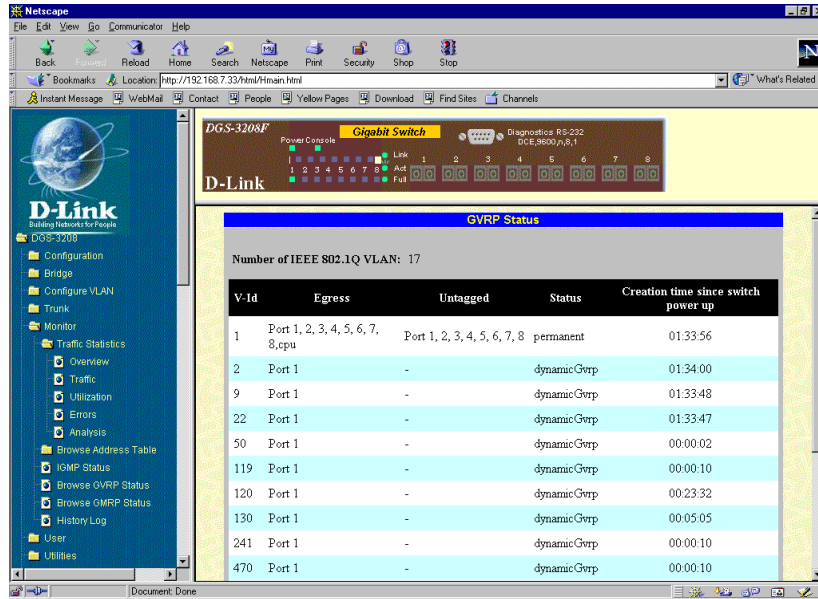 Netscape
File Edit View Go Communicator Help
Back Forward Reload Home Search Netscape Print Security Shop Stop
Bookmarks Location: http://192.168.7.33/html/Hmain.html What's Related
Instant Message WebMail Contact People Yellow Pages Download Find Sites Channels
D-Link
Building Networks for People
DGS-3208
Configuration
Bridge
Configure VLAN
Trunk
Monitor
Traffic Statistics
Overview
Traffic
Utilization
Errors
Analysis
Browse Address Table
IGMP Status
Browse GVRP Status
Browse GMRP Status
History Log
User
Utilities
DGS-3208F
Power Console
Gigabit Switch
Diagnostics RS-232
DCE,9600,n,8,1
Link
Act
Full
1 2 3 4 5 6 7 8
1 2 3 4 5 6 7 8
D-Link
GVRP Status
Number of IEEE 802.1Q VLAN: 17
V-Id Egress Untagged Status Creation time since switch power up
1 Port 1, 2, 3, 4, 5, 6, 7, 8,cpu Port 1, 2, 3, 4, 5, 6, 7, 8 permanent 01:33:56
2 Port 1 - dynamicGvrp 01:34:00
9 Port 1 - dynamicGvrp 01:33:48
22 Port 1 - dynamicGvrp 01:33:47
50 Port 1 - dynamicGvrp 00:00:02
119 Port 1 - dynamicGvrp 00:00:10
120 Port 1 - dynamicGvrp 00:23:32
130 Port 1 - dynamicGvrp 00:05:05
241 Port 1 - dynamicGvrp 00:00:10
470 Port 1 - dynamicGvrp 00:00:10
Document: Done